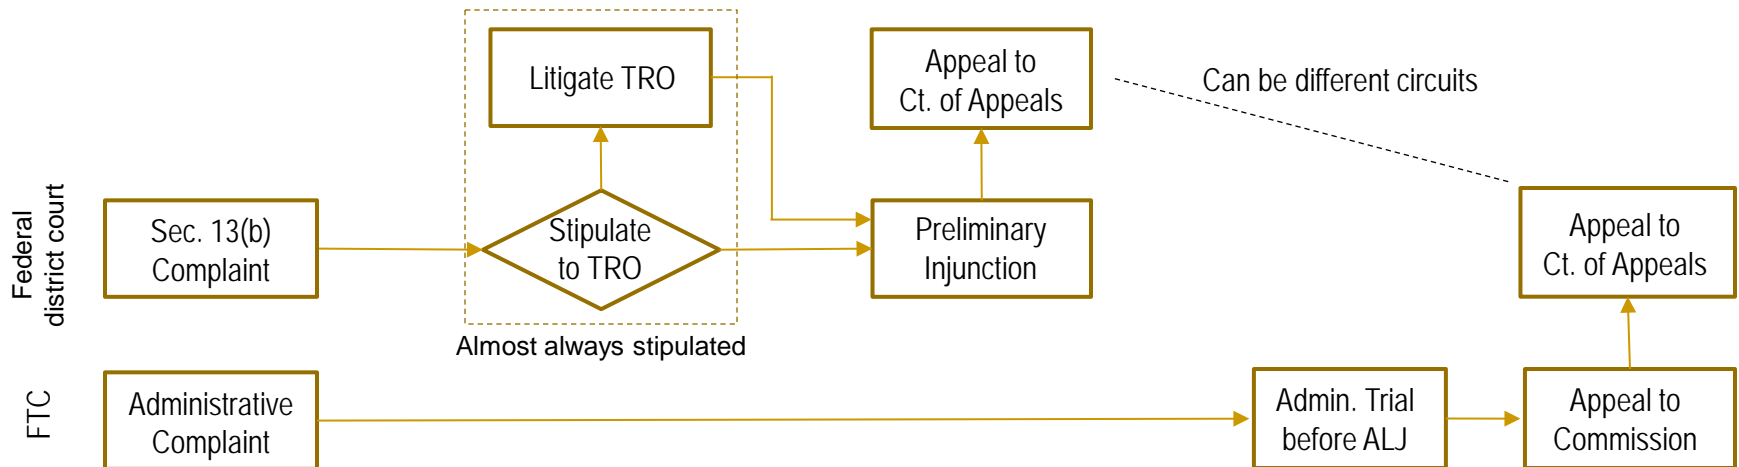 Litigate TRO
Appeal to
Ct. of Appeals
Can be different circuits
Federal
district court
Sec. 13(b)
Complaint
Stipulate
to TRO
Preliminary
Injunction
Appeal to
Ct. of Appeals
Almost always stipulated
FTC
Administrative
Complaint
Admin. Trial
before ALJ
Appeal to
Commission